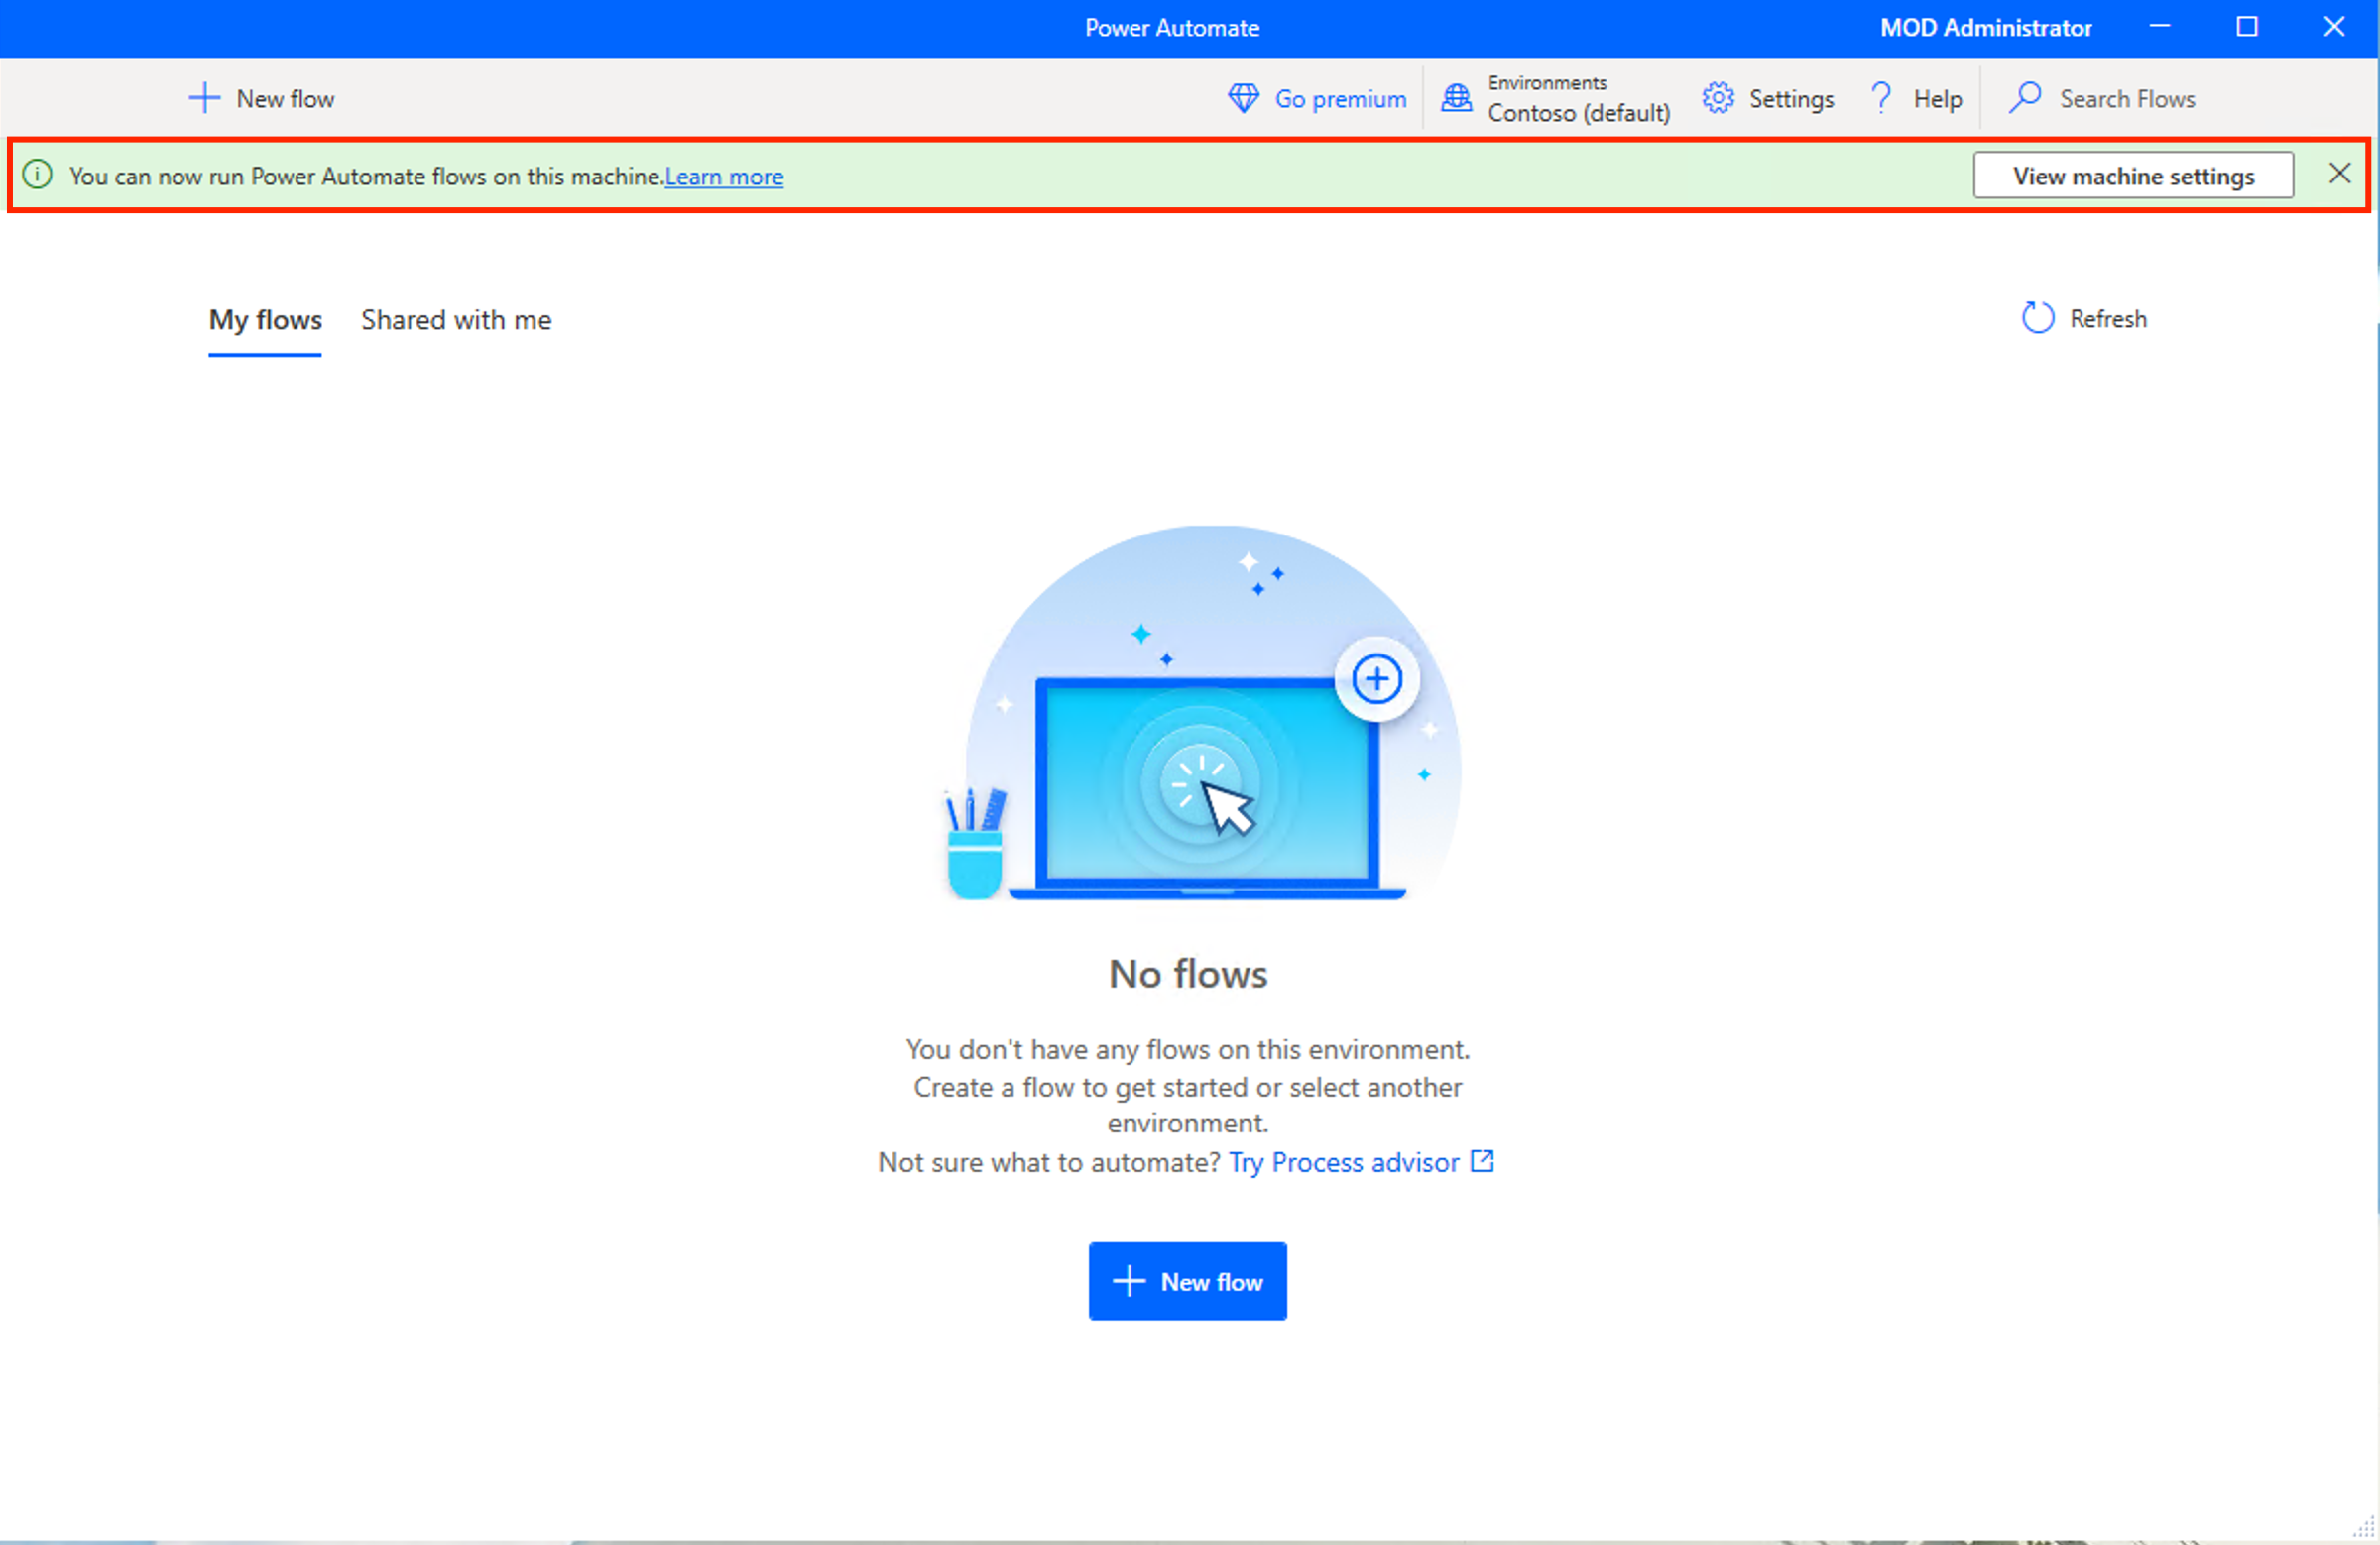 Power Automate
MOD Administrator
New flow
Go premium
Environments
Contoso (default)
Settings
? Help
Search Flows
You can now run Power Automate flows on this machine.Learn more
View machine settings
My flows
Shared with me
Refresh
No flows
You don't have any flows on this environment.
Create a flow to get started or select another
environment.
Not sure what to automate? Try Process advisor
New flow